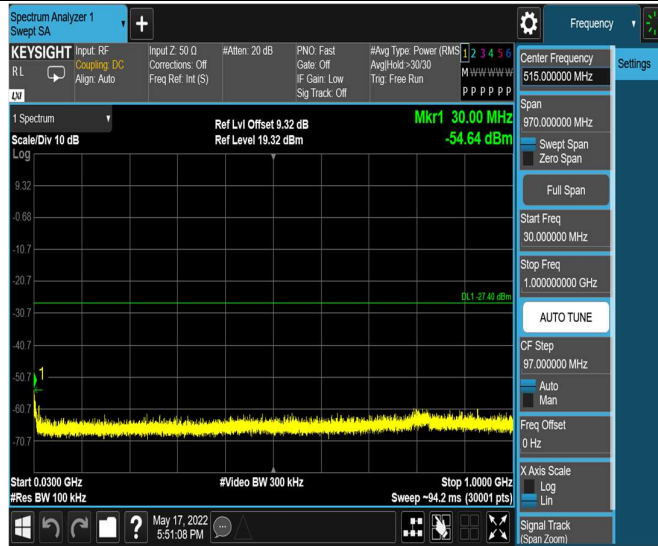 Spectrum Analyzer 1
Swept SA
Frequency
KEYSIGHT
RL
LXI
Input: RF
Coupling: DC
Align: Auto
Input Z: 50 Ω
Corrections: Off
Freq Ref: Int (S)
#Atten: 20 dB
PNO: Fast
Gate: Off
IF Gain: Low
Sig Track: Off
#Avg Type: Power (RMS
Avg|Hold:>30/30
Trig: Free Run
1 2 3 4 5 6
M W W W W W
P P P P P P
1 Spectrum
Scale/Div 10 dB
Log
Ref Lvl Offset 9.32 dB
Ref Level 19.32 dBm
Mkr1 30.00 MHz
-54.64 dBm
9.32
-0.68
-10.7
-20.7
DL1 -27.40 dBm
-30.7
-40.7
-50.7
1
-60.7
-70.7
Start 0.0300 GHz
#Res BW 100 kHz
#Video BW 300 kHz
Stop 1.0000 GHz
Sweep ~94.2 ms (30001 pts)
May 17, 2022
5:51:08 PM
?
Center Frequency
515.000000 MHz
Settings
Span
970.000000 MHz
Swept Span
Zero Span
Full Span
Start Freq
30.000000 MHz
Stop Freq
1.000000000 GHz
AUTO TUNE
CF Step
97.000000 MHz
Auto
Man
Freq Offset
0 Hz
X Axis Scale
Log
Lin
Signal Track
(Span Zoom)